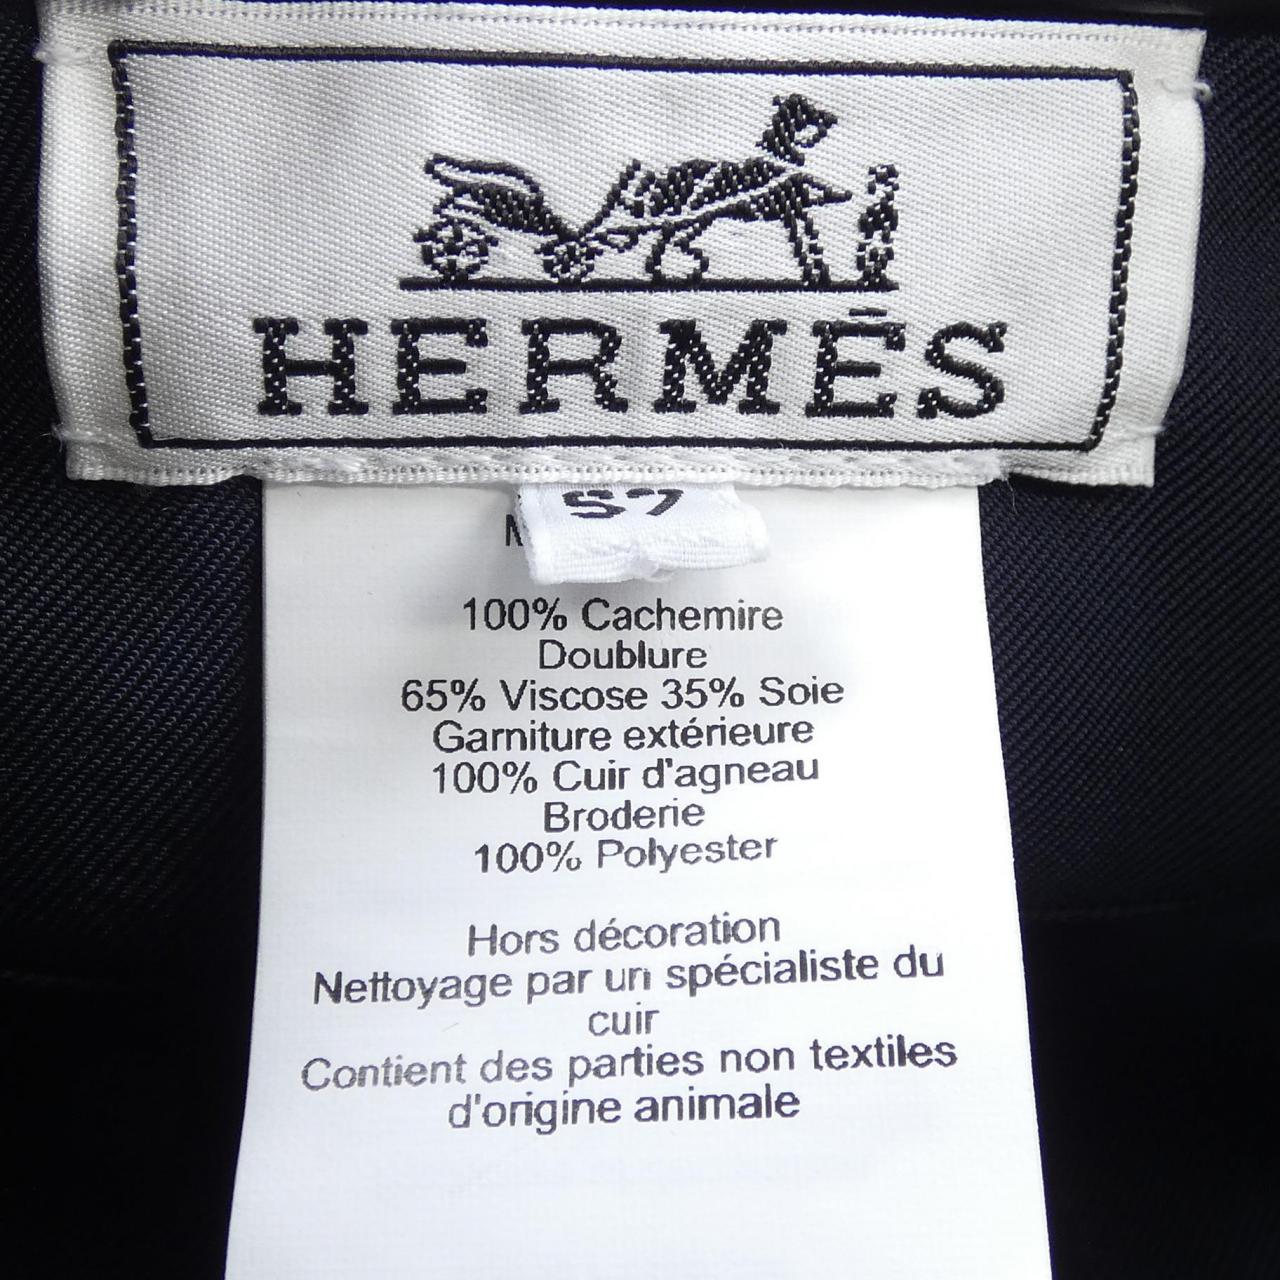 HERMÈS
57
100% Cachemire
Doublure
65% Viscose 35% Soie
Garniture extérieure
100% Cuir d'agneau
Broderie
100% Polyester
Hors décoration
Nettoyage par un spécialiste du
cuir
Contient des parties non textiles
d'origine animale